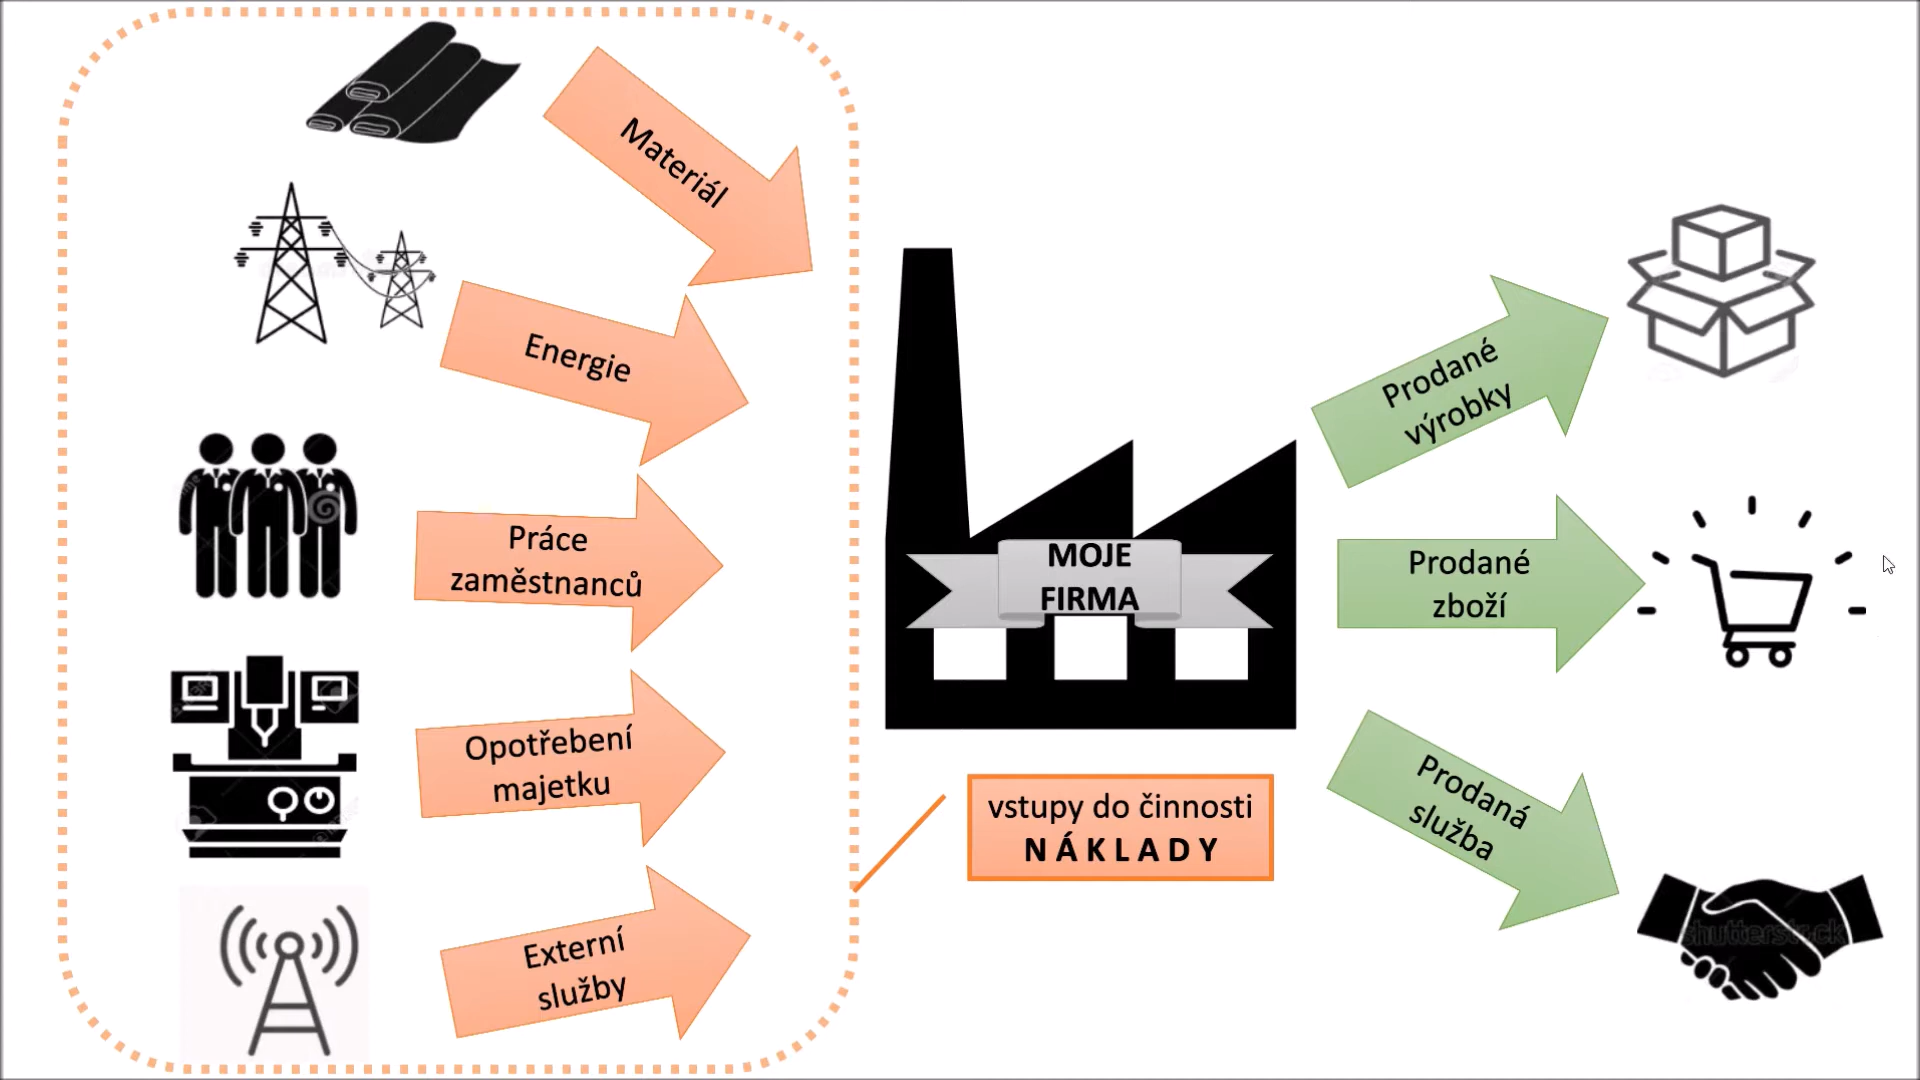 Materiál
Energie
Práce
zaměstnanců
Opotřebení
majetku
Externí
služby
MOJE
FIRMA
vstupy do činnosti
NÁKLADY
Prodané
výrobky
Prodané
zboží
Prodaná
služba
shutterstock